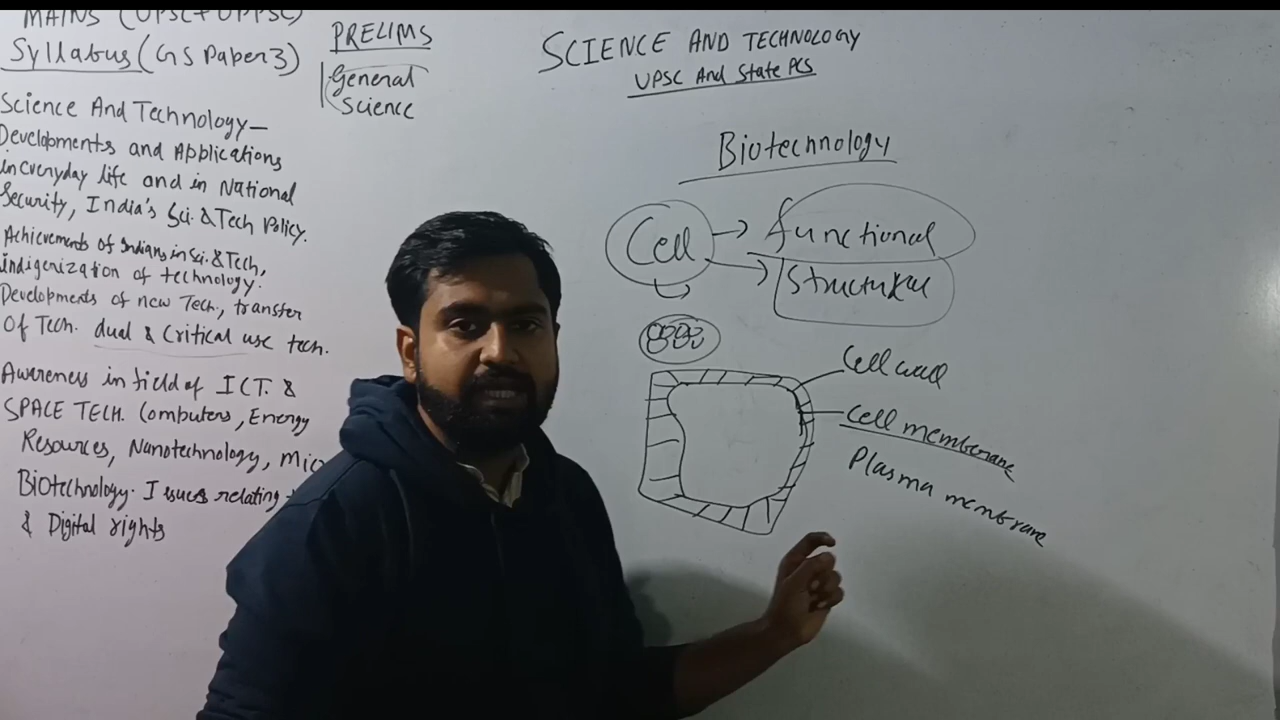 MAINS (UPSC+UPPSC)
Syllabus (GS Paper 3)
Science And Technology—
Developments and Applications
in everyday life and in National
Security, India's Sci. & Tech Policy.
Achievements of Indians in Sci. & Tech,
indigenization of technology.
Developments of new Tech, transfer
of Tech. dual & Critical use tech.
Awareness in field of ICT. &
SPACE TECH. Computers, Energy
Resources, Nanotechnology,
Biotechnology. Issues relating
& Digital rights
PRELIMS
General
Science
SCIENCE AND TECHNOLOGY
UPSC And State PCS
Biotechnology
Cell
functional
Structural
Cell wall
Cell membrane
Plasma membrane